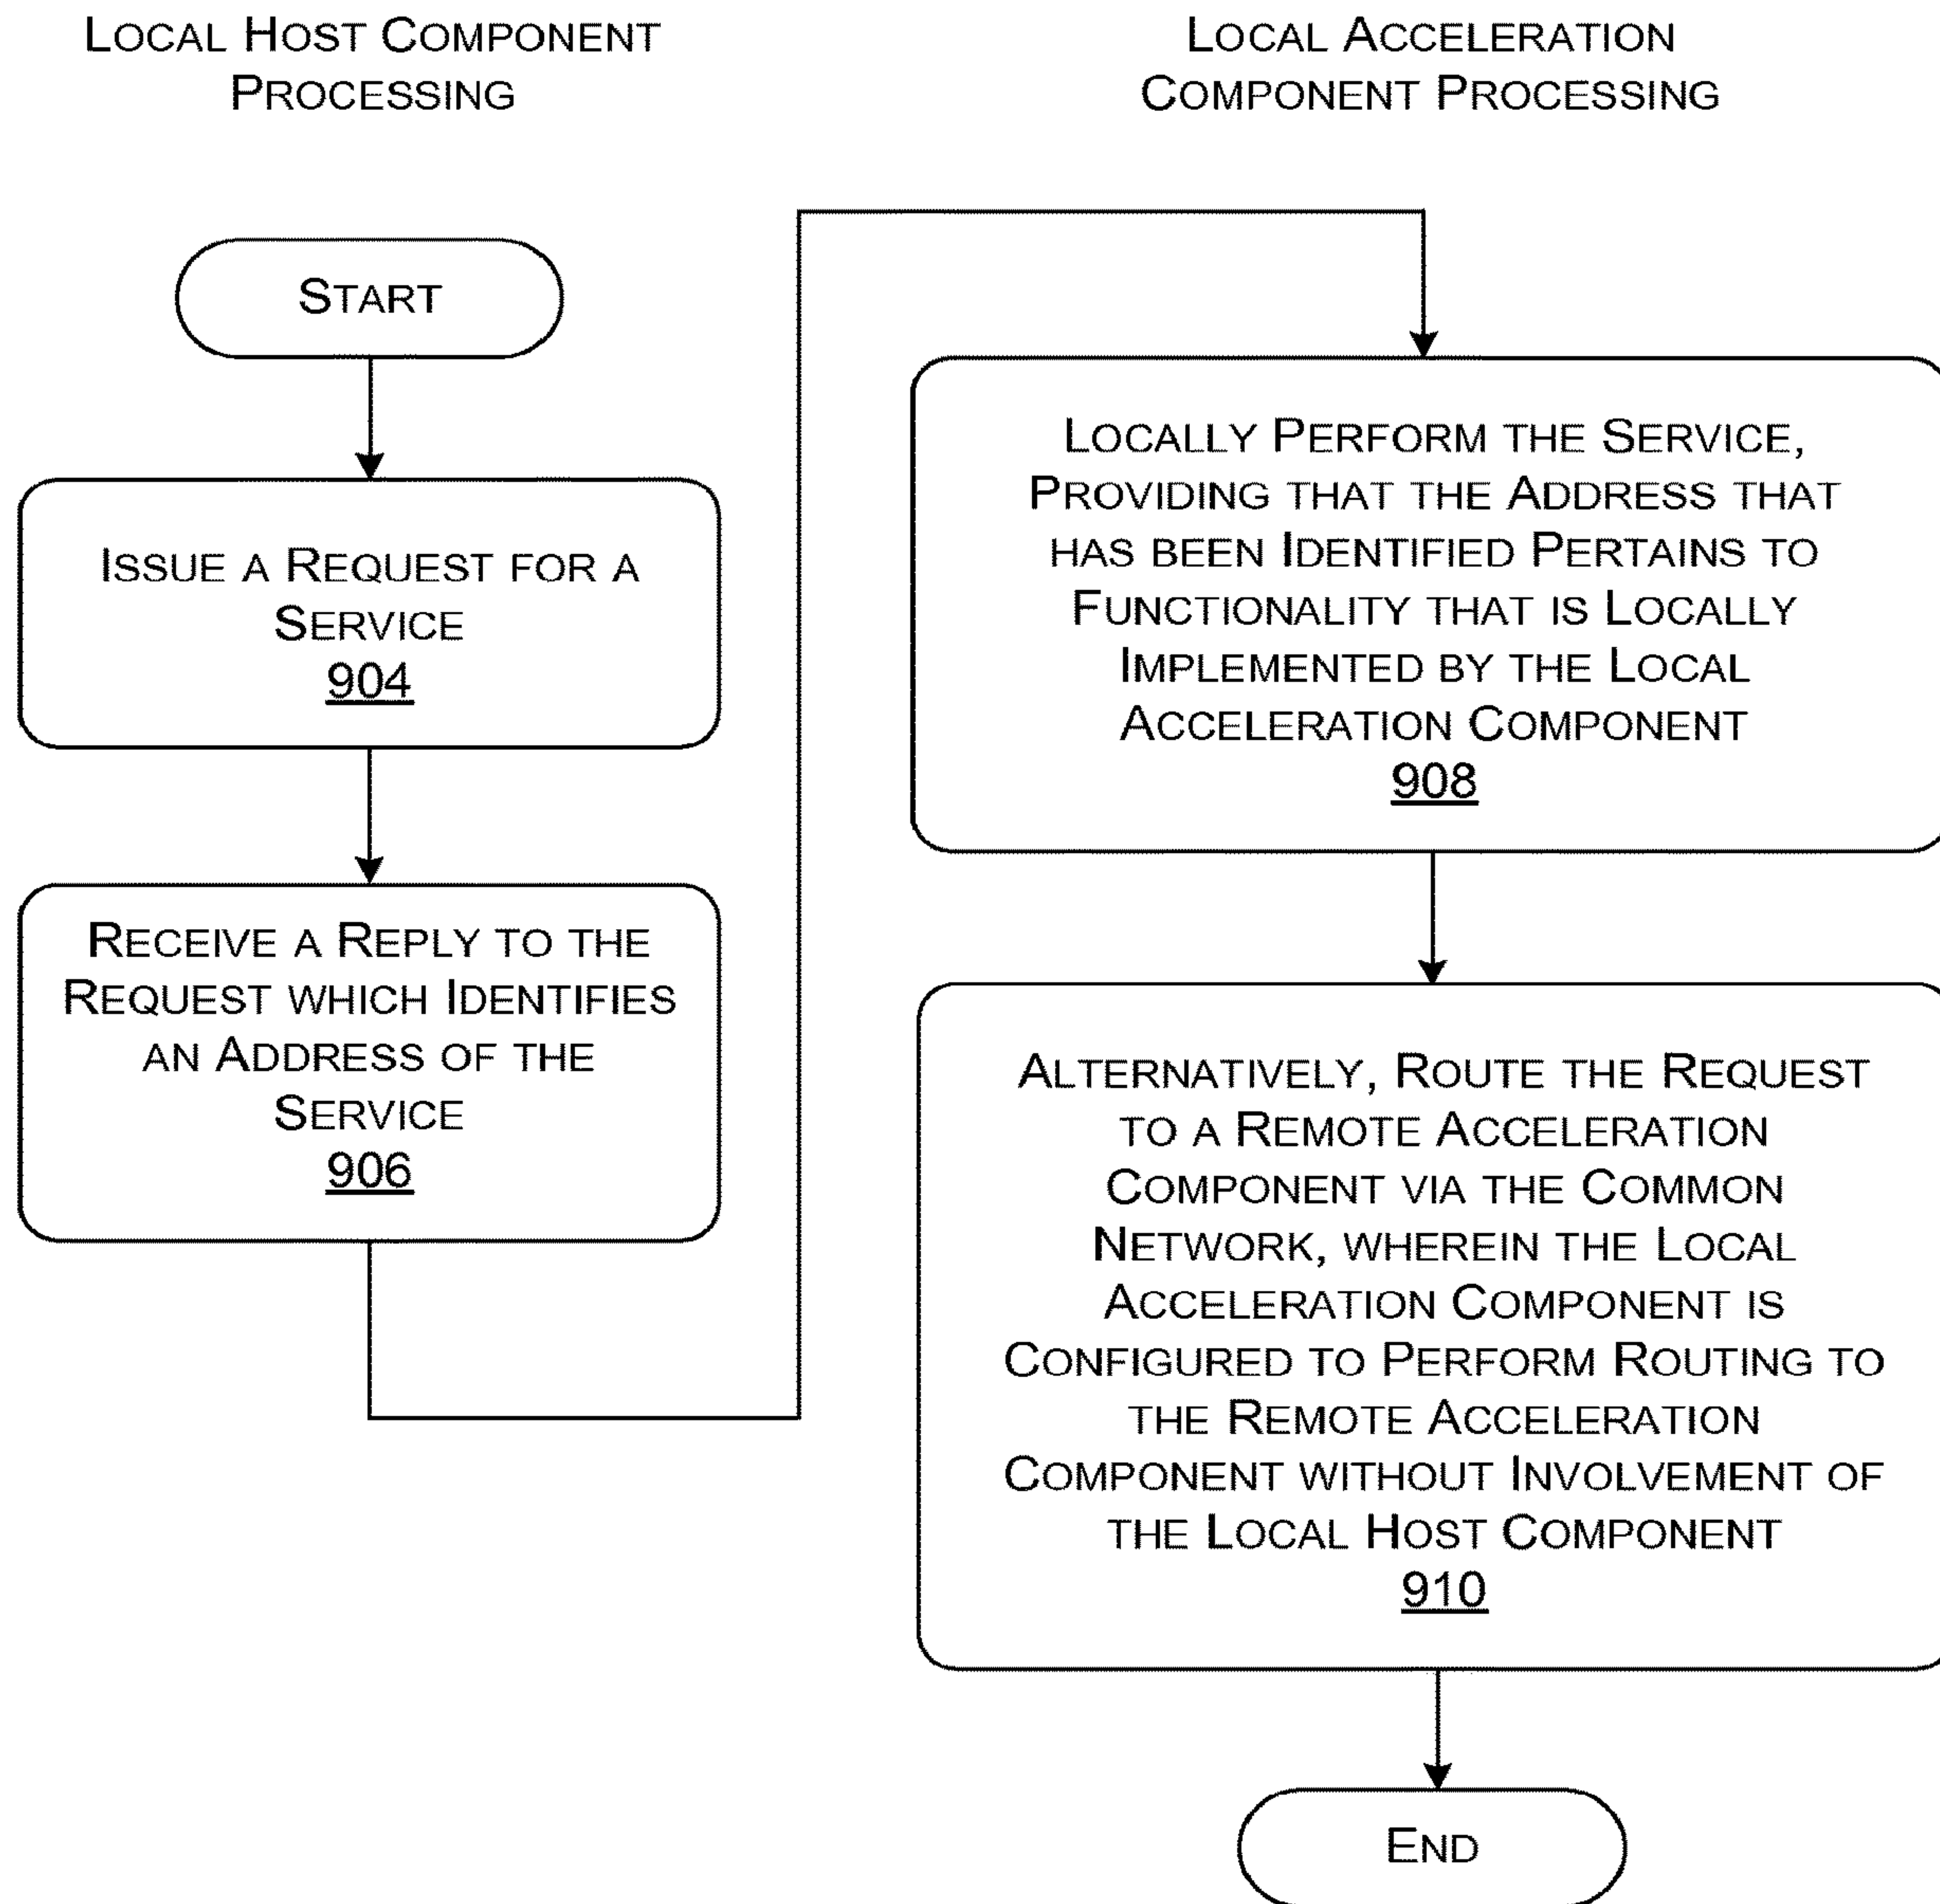 LOCAL HOST COMPONENT
PROCESSING
START
ISSUE A REQUEST FOR A
SERVICE
904
RECEIVE A REPLY TO THE
REQUEST WHICH IDENTIFIES
AN ADDRESS OF THE
SERVICE
906
LOCAL ACCELERATION
COMPONENT PROCESSING
LOCALLY PERFORM THE SERVICE,
PROVIDING THAT THE ADDRESS THAT
HAS BEEN IDENTIFIED PERTAINS TO
FUNCTIONALITY THAT IS LOCALLY
IMPLEMENTED BY THE LOCAL
ACCELERATION COMPONENT
908
ALTERNATIVELY, ROUTE THE REQUEST
TO A REMOTE ACCELERATION
COMPONENT VIA THE COMMON
NETWORK, WHEREIN THE LOCAL
ACCELERATION COMPONENT IS
CONFIGURED TO PERFORM ROUTING TO
THE REMOTE ACCELERATION
COMPONENT WITHOUT INVOLVEMENT OF
THE LOCAL HOST COMPONENT
910
END